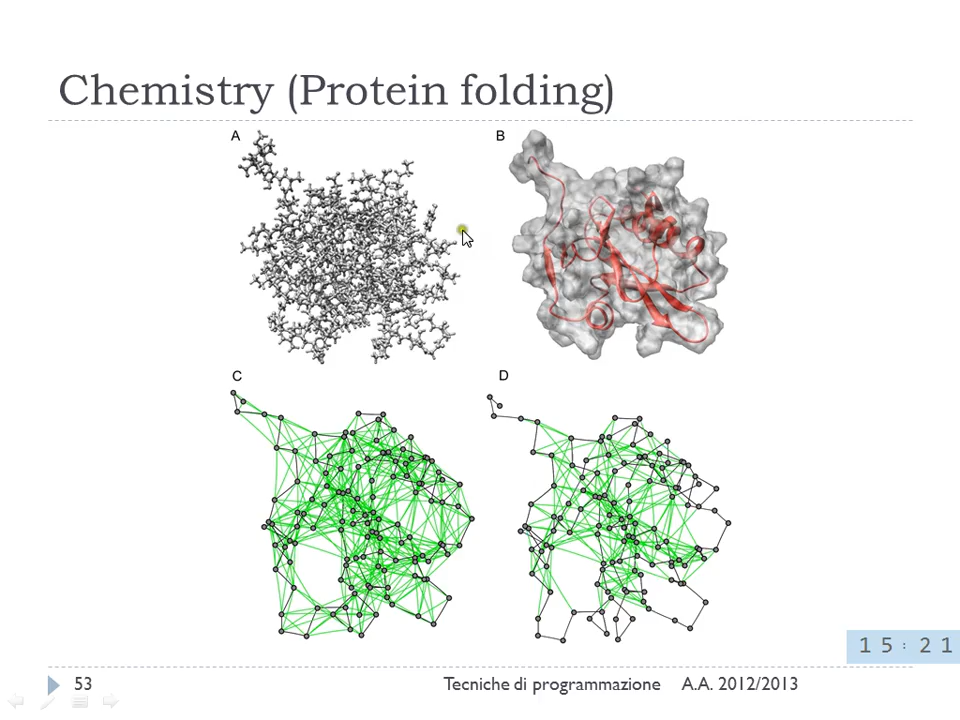 Chemistry (Protein folding)
A
B
C
D
15:21
53
Tecniche di programmazione A.A. 2012/2013